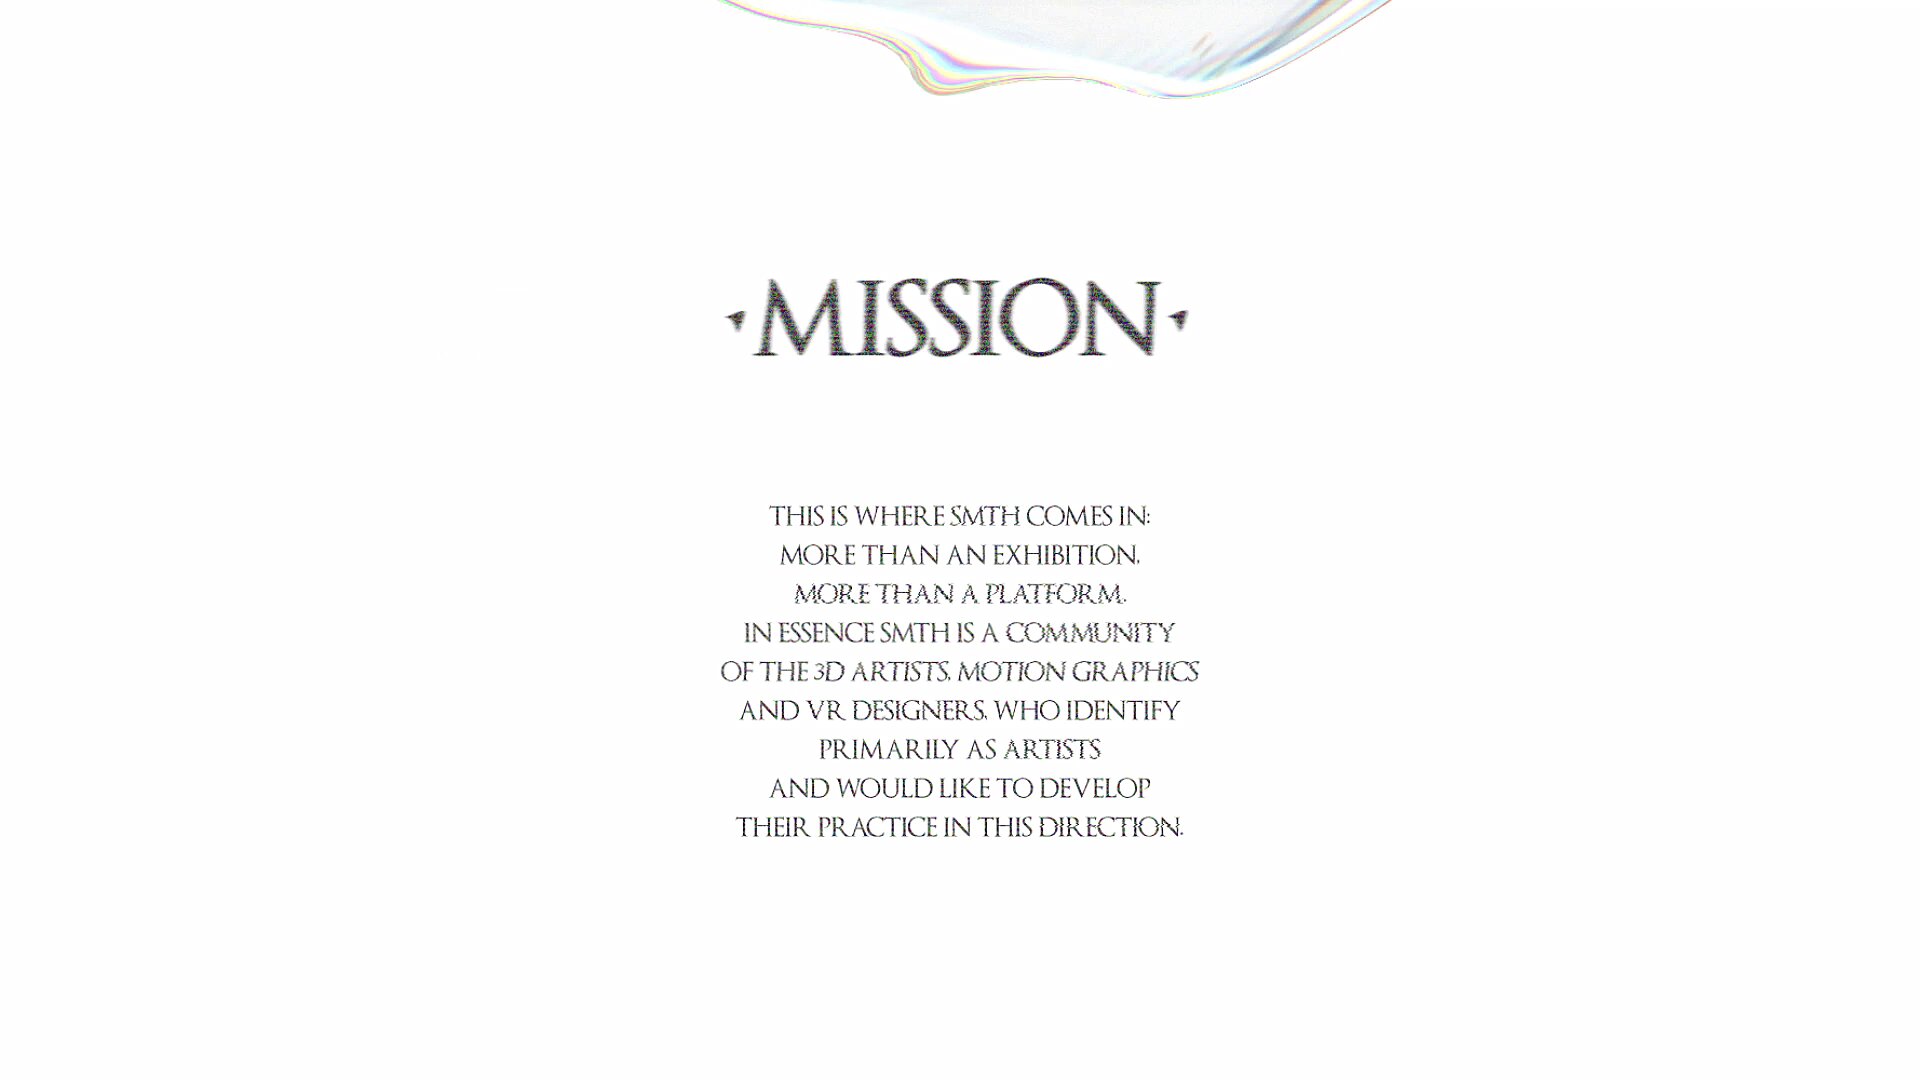 MISSION
THIS IS WHERE SMTH COMES IN:
MORE THAN AN EXHIBITION,
MORE THAN A PLATFORM.
IN ESSENCE SMTH IS A COMMUNITY
OF THE 3D ARTISTS, MOTION GRAPHICS
AND VR DESIGNERS, WHO IDENTIFY
PRIMARILY AS ARTISTS
AND WOULD LIKE TO DEVELOP
THEIR PRACTICE IN THIS DIRECTION.